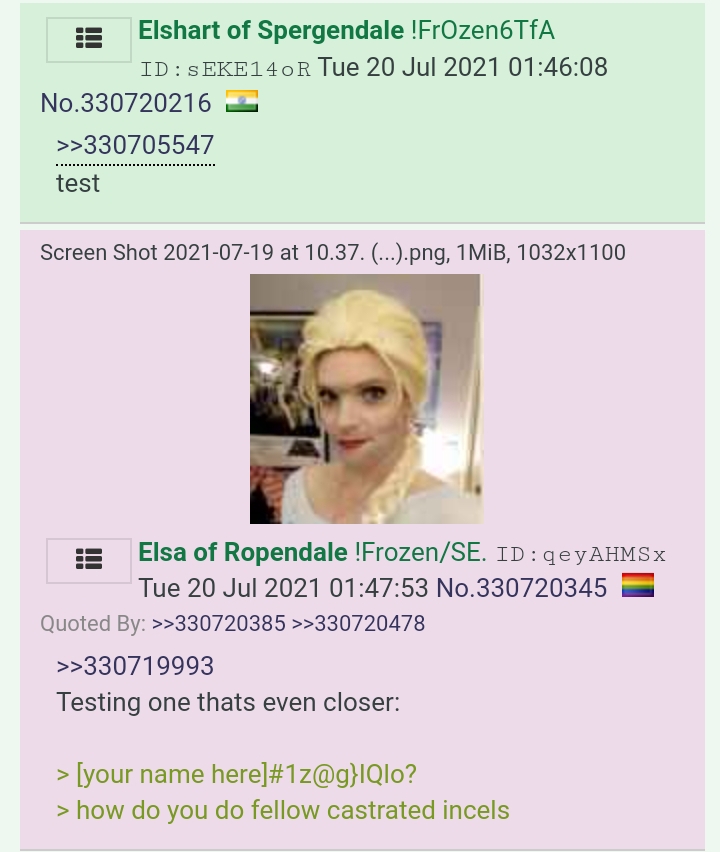 Elshart of Spergendale !FrOzen6TfA
ID:sEKE14oR Tue 20 Jul 2021 01:46:08
No.330720216
>>330705547
test
Screen Shot 2021-07-19 at 10.37. (...).png, 1MiB, 1032x1100
Elsa of Ropendale !Frozen/SE. ID:qeyAHMSx
Tue 20 Jul 2021 01:47:53 No.330720345
Quoted By: >>330720385 >>330720478
>>330719993
Testing one thats even closer:
> [your name here]#1z@g}IQIo?
> how do you do fellow castrated incels